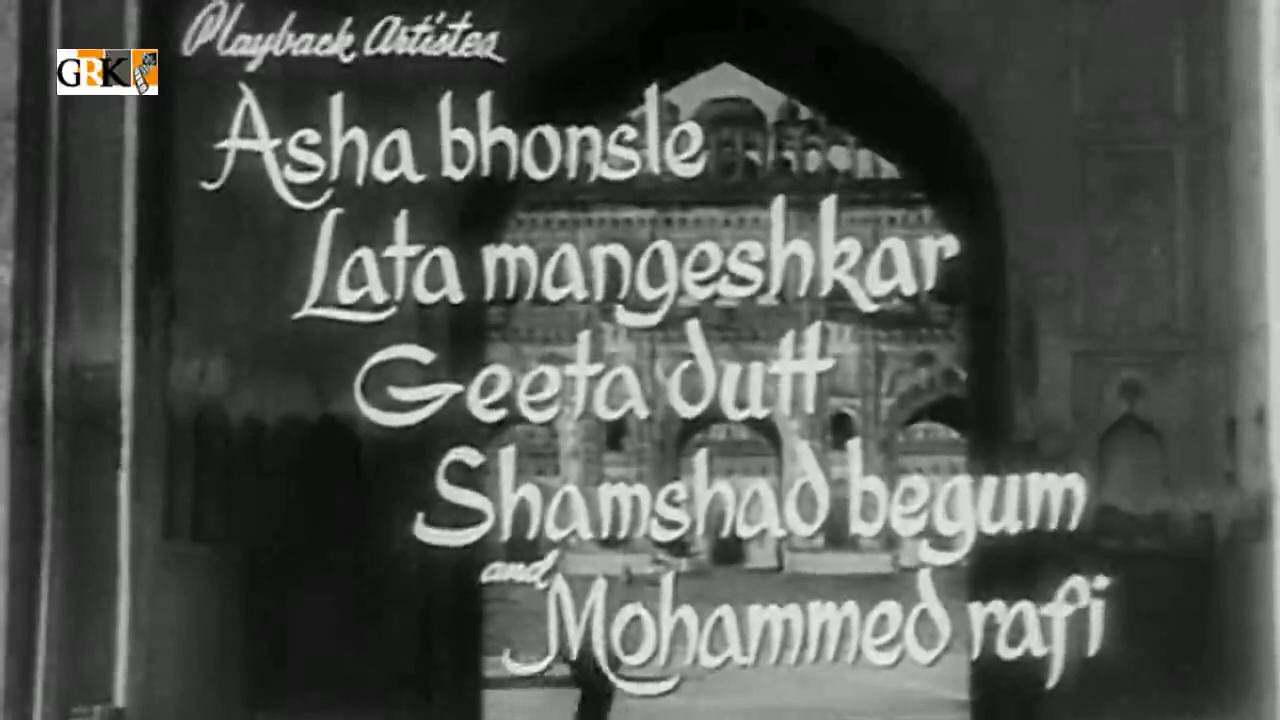 Playback Artistes
GRK
Asha bhonsle
Lata mangeshkar
Geeta dutt
Shamshad begum
and
Mohammed rafi